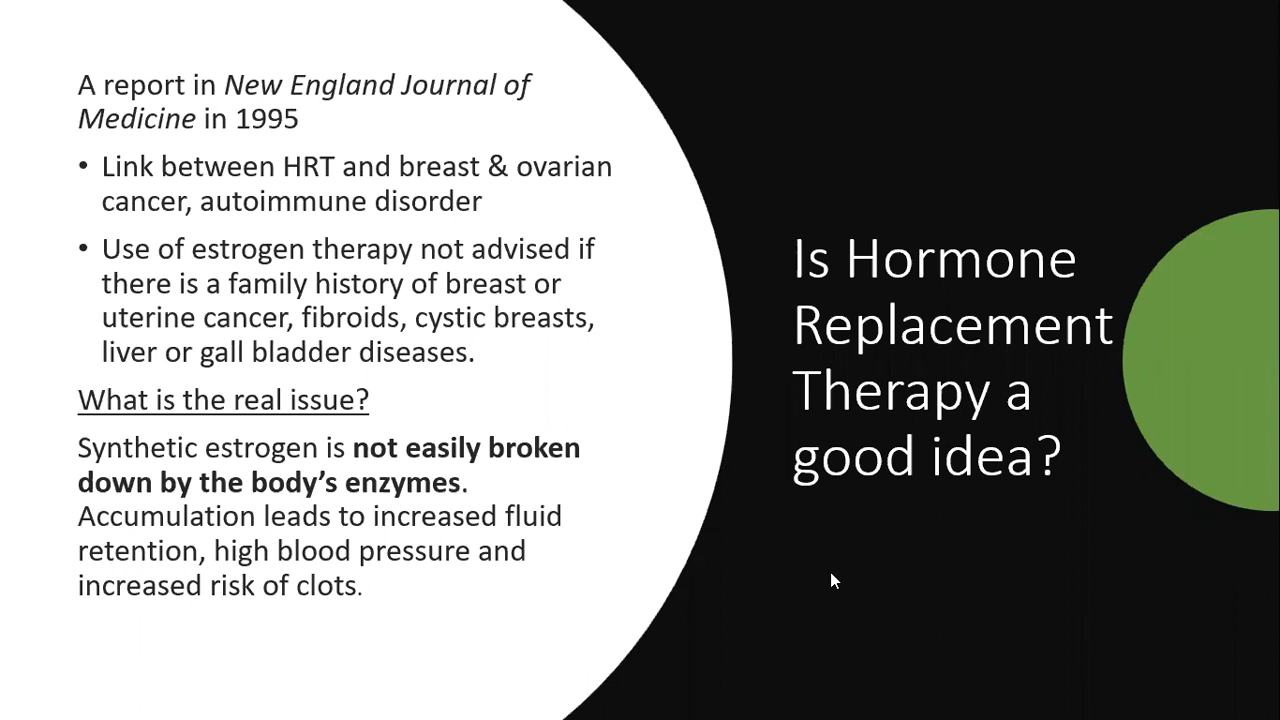 A report in New England Journal of
Medicine in 1995
• Link between HRT and breast & ovarian
cancer, autoimmune disorder
• Use of estrogen therapy not advised if
there is a family history of breast or
uterine cancer, fibroids, cystic breasts,
liver or gall bladder diseases.
What is the real issue?
Synthetic estrogen is not easily broken
down by the body’s enzymes.
Accumulation leads to increased fluid
retention, high blood pressure and
increased risk of clots.
Is Hormone
Replacement
Therapy a
good idea?